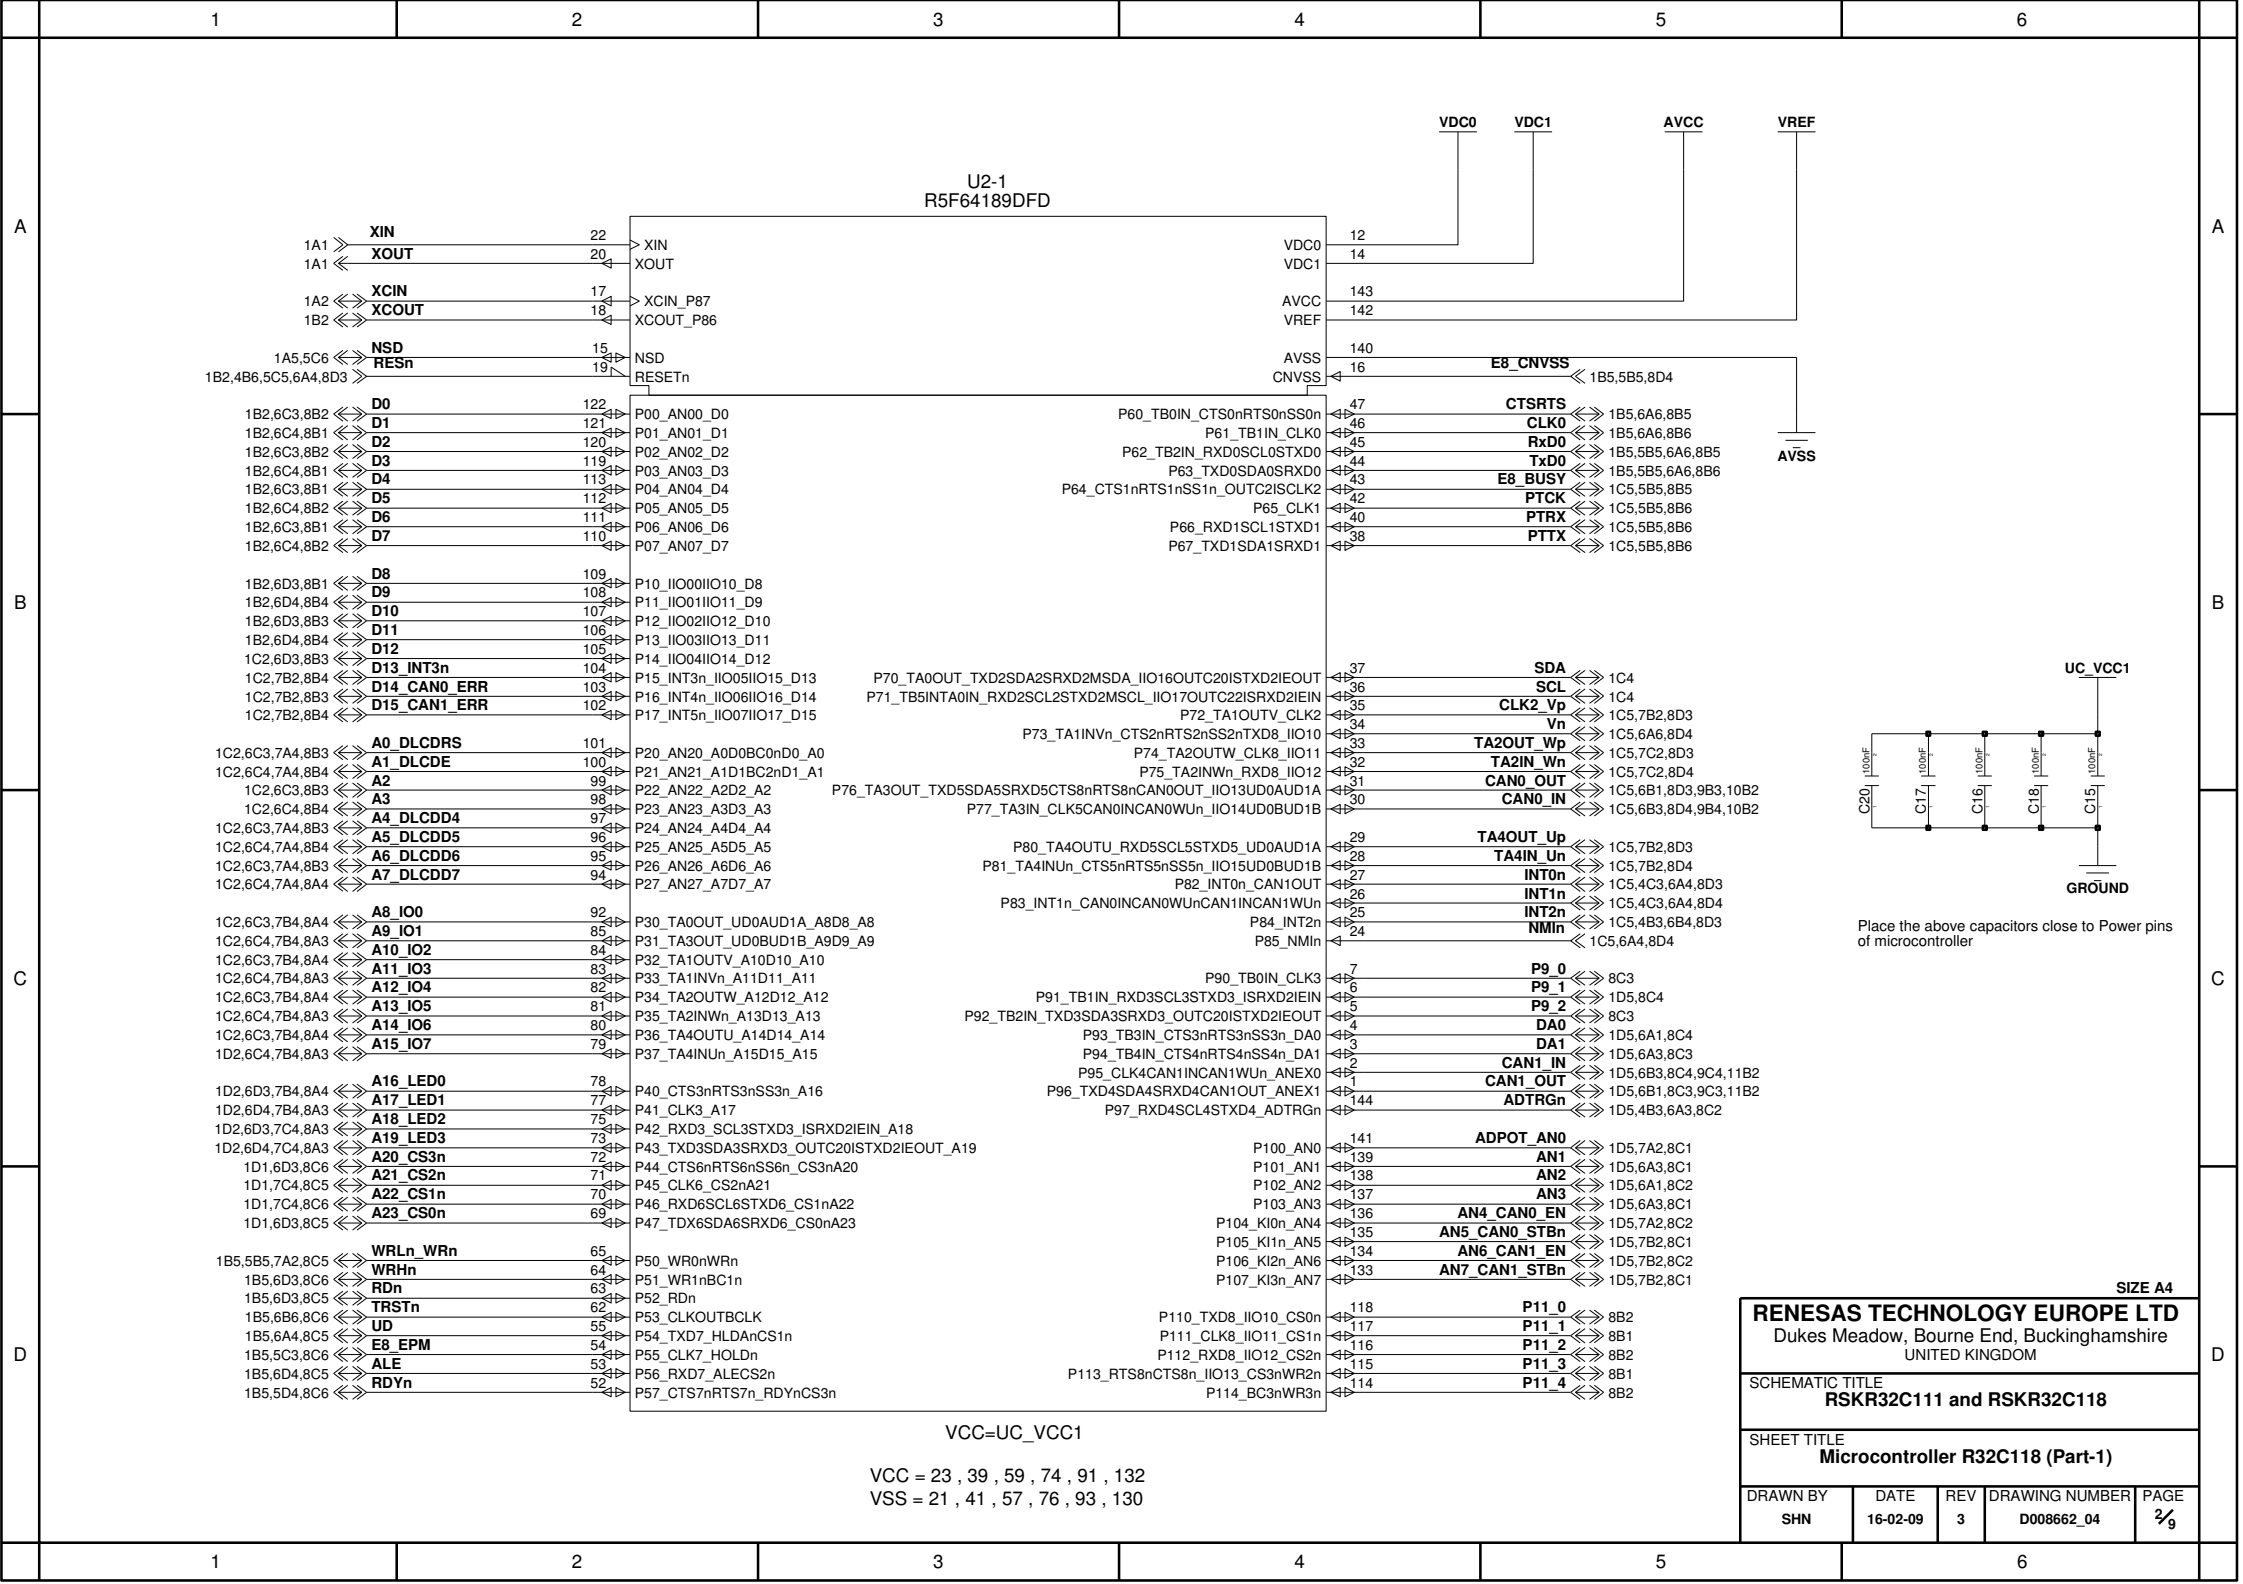 1 2 3 4 5 6
VDC0 VDC1 AVCC VREF
U2-1
R5F64189DFD
A A
1A1 XIN 22 XIN
1A1 XOUT 20 XOUT
1A2 XCIN 17 XCIN_P87
1B2 XCOUT 18 XCOUT_P86
1A5,5C6 NSD 15 NSD
1B2,4B6,5C5,6A4,8D3 RESn 19 RESETn
VDC0 12
VDC1 14
AVCC 143
VREF 142
AVSS 140
CNVSS 16 E8_CNVSS 1B5,5B5,8D4
AVSS
1B2,6C3,8B2 D0 122 P00_AN00_D0
1B2,6C4,8B1 D1 121 P01_AN01_D1
1B2,6C3,8B2 D2 120 P02_AN02_D2
1B2,6C4,8B1 D3 119 P03_AN03_D3
1B2,6C3,8B1 D4 113 P04_AN04_D4
1B2,6C4,8B2 D5 112 P05_AN05_D5
1B2,6C3,8B1 D6 111 P06_AN06_D6
1B2,6C4,8B2 D7 110 P07_AN07_D7
P60_TB0IN_CTS0nRTS0nSS0n 47 CTSRTS 1B5,6A6,8B5
P61_TB1IN_CLK0 46 CLK0 1B5,6A6,8B6
P62_TB2IN_RXD0SCL0STXD0 45 RxD0 1B5,5B5,6A6,8B5
P63_TXD0SDA0SRXD0 44 TxD0 1B5,5B5,6A6,8B6
P64_CTS1nRTS1nSS1n_OUTC2ISCLK2 43 E8_BUSY 1C5,5B5,8B5
P65_CLK1 42 PTCK 1C5,5B5,8B6
P66_RXD1SCL1STXD1 40 PTRX 1C5,5B5,8B6
P67_TXD1SDA1SRXD1 38 PTTX 1C5,5B5,8B6
B B
1B2,6D3,8B1 D8 109 P10_IIO00IIO10_D8
1B2,6D4,8B4 D9 108 P11_IIO01IIO11_D9
1B2,6D3,8B3 D10 107 P12_IIO02IIO12_D10
1B2,6D4,8B4 D11 106 P13_IIO03IIO13_D11
1C2,6D3,8B3 D12 105 P14_IIO04IIO14_D12
1C2,7B2,8B4 D13_INT3n 104 P15_INT3n_IIO05IIO15_D13
1C2,7B2,8B3 D14_CAN0_ERR 103 P16_INT4n_IIO06IIO16_D14
1C2,7B2,8B4 D15_CAN1_ERR 102 P17_INT5n_IIO07IIO17_D15
P70_TA0OUT_TXD2SDA2SRXD2MSDA_IIO16OUTC20ISTXD2IEOUT 37 SDA 1C4
P71_TB5INTA0IN_RXD2SCL2STXD2MSCL_IIO17OUTC22ISRXD2IEIN 36 SCL 1C4
P72_TA1OUTV_CLK2 35 CLK2_Vp 1C5,7B2,8D3
P73_TA1INVn_CTS2nRTS2nSS2nTXD8_IIO10 34 Vn 1C5,6A6,8D4
P74_TA2OUTW_CLK8_IIO11 33 TA2OUT_Wp 1C5,7C2,8D3
P75_TA2INWn_RXD8_IIO12 32 TA2IN_Wn 1C5,7C2,8D4
P76_TA3OUT_TXD5SDA5SRXD5CTS8nRTS8nCAN0OUT_IIO13UD0AUD1A 31 CAN0_OUT 1C5,6B1,8D3,9B3,10B2
P77_TA3IN_CLK5CAN0INCAN0WUn_IIO14UD0BUD1B 30 CAN0_IN 1C5,6B3,8D4,9B4,10B2
1C2,6C3,7A4,8B3 A0_DLCDRS 101 P20_AN20_A0D0BC0nD0_A0
1C2,6C4,7A4,8B4 A1_DLCDE 100 P21_AN21_A1D1BC2nD1_A1
1C2,6C3,8B3 A2 99 P22_AN22_A2D2_A2
1C2,6C4,8B4 A3 98 P23_AN23_A3D3_A3
1C2,6C3,7A4,8B3 A4_DLCDD4 97 P24_AN24_A4D4_A4
1C2,6C4,7A4,8B4 A5_DLCDD5 96 P25_AN25_A5D5_A5
1C2,6C3,7A4,8B3 A6_DLCDD6 95 P26_AN26_A6D6_A6
1C2,6C4,7A4,8A4 A7_DLCDD7 94 P27_AN27_A7D7_A7
P80_TA4OUTU_RXD5SCL5STXD5_UD0AUD1A 29 TA4OUT_Up 1C5,7B2,8D3
P81_TA4INUn_CTS5nRTS5nSS5n_IIO15UD0BUD1B 28 TA4IN_Un 1C5,7B2,8D4
P82_INT0n_CAN1OUT 27 INT0n 1C5,4C3,6A4,8D3
P83_INT1n_CAN0INCAN0WUnCAN1INCAN1WUn 26 INT1n 1C5,4C3,6A4,8D4
P84_INT2n 25 INT2n 1C5,4B3,6B4,8D3
P85_NMIn 24 NMIn 1C5,6A4,8D4
UC_VCC1
100nF 100nF 100nF 100nF 100nF
C20 C17 C16 C18 C15
GROUND
Place the above capacitors close to Power pins
of microcontroller
C C
1C2,6C3,7B4,8A4 A8_IO0 92 P30_TA0OUT_UD0AUD1A_A8D8_A8
1C2,6C4,7B4,8A3 A9_IO1 85 P31_TA3OUT_UD0BUD1B_A9D9_A9
1C2,6C3,7B4,8A4 A10_IO2 84 P32_TA1OUTV_A10D10_A10
1C2,6C4,7B4,8A3 A11_IO3 83 P33_TA1INVn_A11D11_A11
1C2,6C3,7B4,8A4 A12_IO4 82 P34_TA2OUTW_A12D12_A12
1C2,6C4,7B4,8A3 A13_IO5 81 P35_TA2INWn_A13D13_A13
1C2,6C3,7B4,8A4 A14_IO6 80 P36_TA4OUTU_A14D14_A14
1D2,6C4,7B4,8A3 A15_IO7 79 P37_TA4INUn_A15D15_A15
P90_TB0IN_CLK3 7 P9_0 8C3
P91_TB1IN_RXD3SCL3STXD3_ISRXD2IEIN 6 P9_1 1D5,8C4
P92_TB2IN_TXD3SDA3SRXD3_OUTC20ISTXD2IEOUT 5 P9_2 8C3
P93_TB3IN_CTS3nRTS3nSS3n_DA0 4 DA0 1D5,6A1,8C4
P94_TB4IN_CTS4nRTS4nSS4n_DA1 3 DA1 1D5,6A3,8C3
P95_CLK4CAN1INCAN1WUn_ANEX0 2 CAN1_IN 1D5,6B3,8C4,9C4,11B2
P96_TXD4SDA4SRXD4CAN1OUT_ANEX1 1 CAN1_OUT 1D5,6B1,8C3,9C3,11B2
P97_RXD4SCL4STXD4_ADTRGn 144 ADTRGn 1D5,4B3,6A3,8C2
1D2,6D3,7B4,8A4 A16_LED0 78 P40_CTS3nRTS3nSS3n_A16
1D2,6D4,7B4,8A3 A17_LED1 77 P41_CLK3_A17
1D2,6D3,7C4,8A3 A18_LED2 75 P42_RXD3_SCL3STXD3_ISRXD2IEIN_A18
1D2,6D4,7C4,8A3 A19_LED3 73 P43_TXD3SDA3SRXD3_OUTC20ISTXD2IEOUT_A19
1D1,6D3,8C6 A20_CS3n 72 P44_CTS6nRTS6nSS6n_CS3nA20
1D1,7C4,8C5 A21_CS2n 71 P45_CLK6_CS2nA21
1D1,7C4,8C6 A22_CS1n 70 P46_RXD6SCL6STXD6_CS1nA22
1D1,6D3,8C5 A23_CS0n 69 P47_TDX6SDA6SRXD6_CS0nA23
P100_AN0 141 ADPOT_AN0 1D5,7A2,8C1
P101_AN1 139 AN1 1D5,6A3,8C1
P102_AN2 138 AN2 1D5,6A1,8C2
P103_AN3 137 AN3 1D5,6A3,8C1
P104_KI0n_AN4 136 AN4_CAN0_EN 1D5,7A2,8C2
P105_KI1n_AN5 135 AN5_CAN0_STBn 1D5,7B2,8C1
P106_KI2n_AN6 134 AN6_CAN1_EN 1D5,7B2,8C2
P107_KI3n_AN7 133 AN7_CAN1_STBn 1D5,7B2,8C1
1B5,5B5,7A2,8C5 WRLn_WRn 65 P50_WR0nWRn
1B5,6D3,8C6 WRHn 64 P51_WR1nBC1n
1B5,6D3,8C5 RDn 63 P52_RDn
1B5,6B6,8C6 TRSTn 62 P53_CLKOUTBCLK
1B5,6A4,8C5 UD 55 P54_TXD7_HLDAnCS1n
1B5,5C3,8C6 E8_EPM 54 P55_CLK7_HOLDn
1B5,6D4,8C5 ALE 53 P56_RXD7_ALECS2n
1B5,5D4,8C6 RDYn 52 P57_CTS7nRTS7n_RDYnCS3n
P110_TXD8_IIO10_CS0n 118 P11_0 8B2
P111_CLK8_IIO11_CS1n 117 P11_1 8B1
P112_RXD8_IIO12_CS2n 116 P11_2 8B2
P113_RTS8nCTS8n_IIO13_CS3nWR2n 115 P11_3 8B1
P114_BC3nWR3n 114 P11_4 8B2
D D
VCC=UC_VCC1
VCC = 23 , 39 , 59 , 74 , 91 , 132
VSS = 21 , 41 , 57 , 76 , 93 , 130
SIZE A4
RENESAS TECHNOLOGY EUROPE LTD
Dukes Meadow, Bourne End, Buckinghamshire
UNITED KINGDOM
SCHEMATIC TITLE
RSKR32C111 and RSKR32C118
SHEET TITLE
Microcontroller R32C118 (Part-1)
DRAWN BY DATE REV DRAWING NUMBER PAGE
SHN 16-02-09 3 D008662_04 2/9
1 2 3 4 5 6